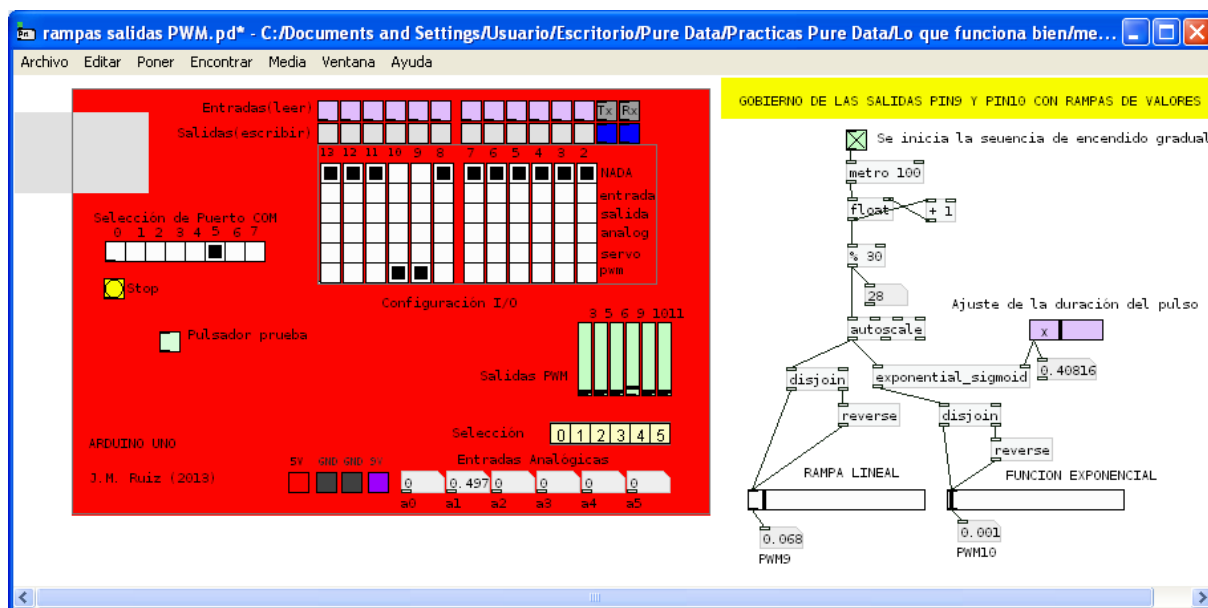 rampas salidas PWM.pd* - C:/Documents and Settings/Usuario/Escritorio/Pure Data/Practicas Pure Data/Lo que funciona bien/me...
Archivo Editar Poner Encontrar Media Ventana Ayuda
Entradas(leer)
Tx Rx
Salidas(escribir)
13 12 11 10 9 8 7 6 5 4 3 2
NADA
entrada
salida
analog
servo
pwm
Configuración I/O
Selección de Puerto COM
0 1 2 3 4 5 6 7
Stop
Pulsador prueba
3 5 6 9 1011
Salidas PWM
Selección
0 1 2 3 4 5
ARDUINO UNO
J.M. Ruiz (2013)
5V GND GND 9V
Entradas Analógicas
0 0.497 0 0 0 0
a0 a1 a2 a3 a4 a5
GOBIERNO DE LAS SALIDAS PIN9 Y PIN10 CON RAMPAS DE VALORES
Se inicia la seuencia de encendido gradual
metro 100
float
+ 1
% 30
28
Ajuste de la duración del pulso
autoscale
x
0.40816
disjoin
exponential_sigmoid
reverse
disjoin
reverse
RAMPA LINEAL
FUNCION EXPONENCIAL
0.068
PWM9
0.001
PWM10